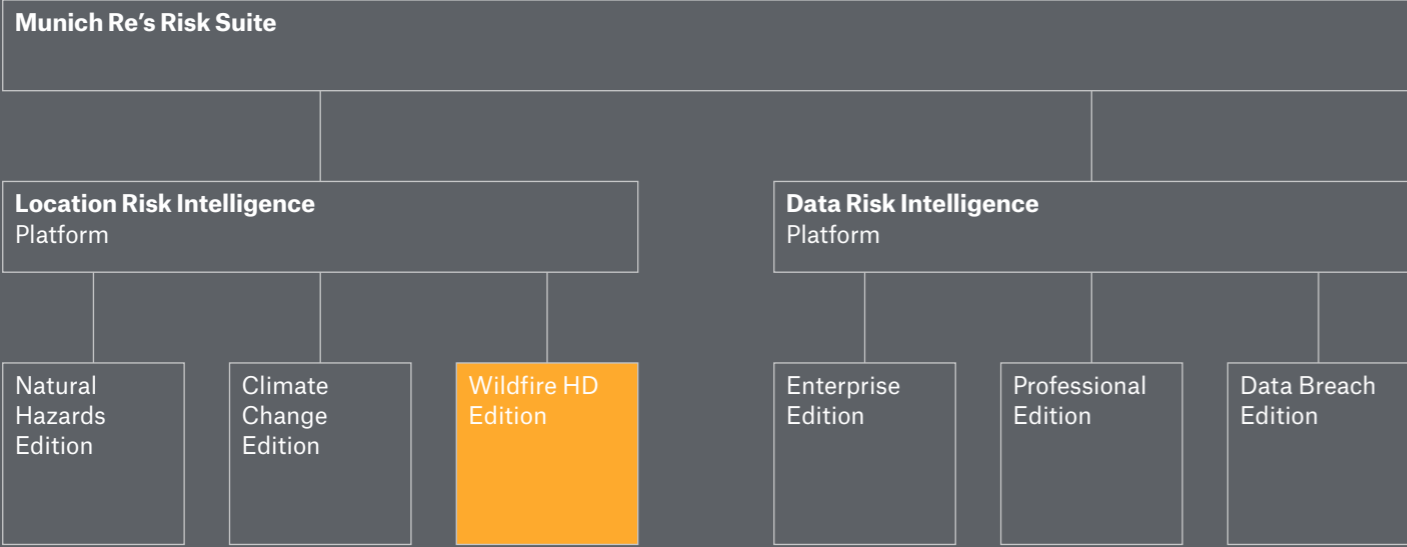 Munich Re’s Risk Suite
Location Risk Intelligence
Platform
Data Risk Intelligence
Platform
Natural
Hazards
Edition
Climate
Change
Edition
Wildfire HD
Edition
Enterprise
Edition
Professional
Edition
Data Breach
Edition